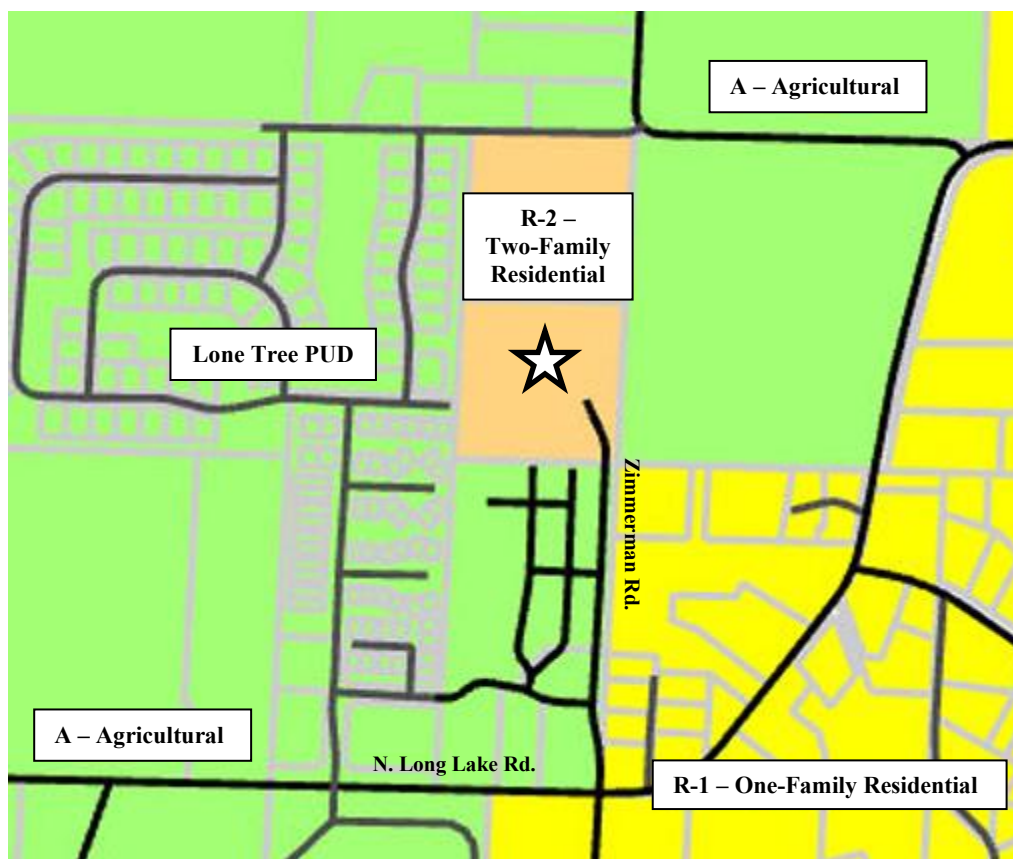 A – Agricultural
R-2 –
Two-Family
Residential
Lone Tree PUD
Zimmerman Rd.
A – Agricultural
N. Long Lake Rd.
R-1 – One-Family Residential